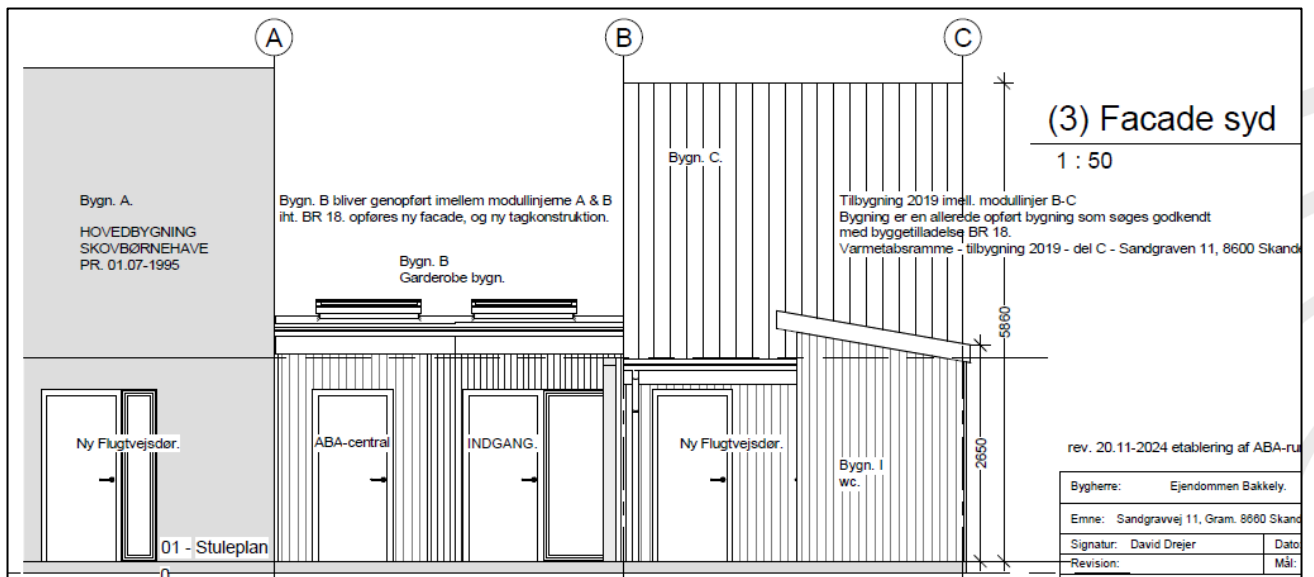 A
B
C
(3) Facade syd
1 : 50
Bygn. C.
Bygn. A.
HOVEDBYGNING
SKOVBØRNEHAVE
PR. 01.07-1995
Bygn. B bliver genopført imellem modullinjerne A & B
iht. BR 18. opføres ny facade, og ny tagkonstruktion.
Tilbygning 2019 imell. modullinjer B-C
Bygning er en allerede opført bygning som søges godkendt
med byggetilladelse BR 18.
Varmetabsramme - tilbygning 2019 - del C - Sandgraven 11, 8600 Skande
Bygn. B
Garderobe bygn.
5860
2650
Ny Flugtvejsdør.
ABA-central
INDGANG.
Ny Flugtvejsdør.
Bygn. I
wc.
01 - Stuleplan
0
rev. 20.11-2024 etablering af ABA-ru
Bygherre: Ejendommen Bakkely.
Emne: Sandgravvej 11, Gram. 8660 Skand
Signatur: David Drejer Dato
Revision: Mål: